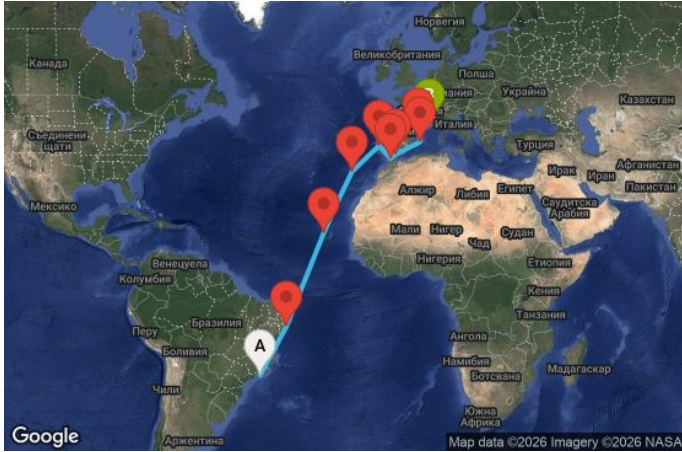 Норвегия
Канада
Великобритания
Полша
Украйна
Казахстан
Италия
Съединени
щати
Турция
Ирак
Афганистан
Иран
Пакистан
Алжир
Либия
Египет
Саудитска
Арабия
Мексико
Мали
Нигер
Судан
Чад
Венецуела
Нигерия
Етиопия
Колумбия
Кения
Бразилия
Танзания
Перу
A
Ангола
Боливия
Намибия
Мадагаскар
Ботсвана
Чили
Южна
Африка
Аржентина
Google
Map data ©2026 Imagery ©2026 NASA